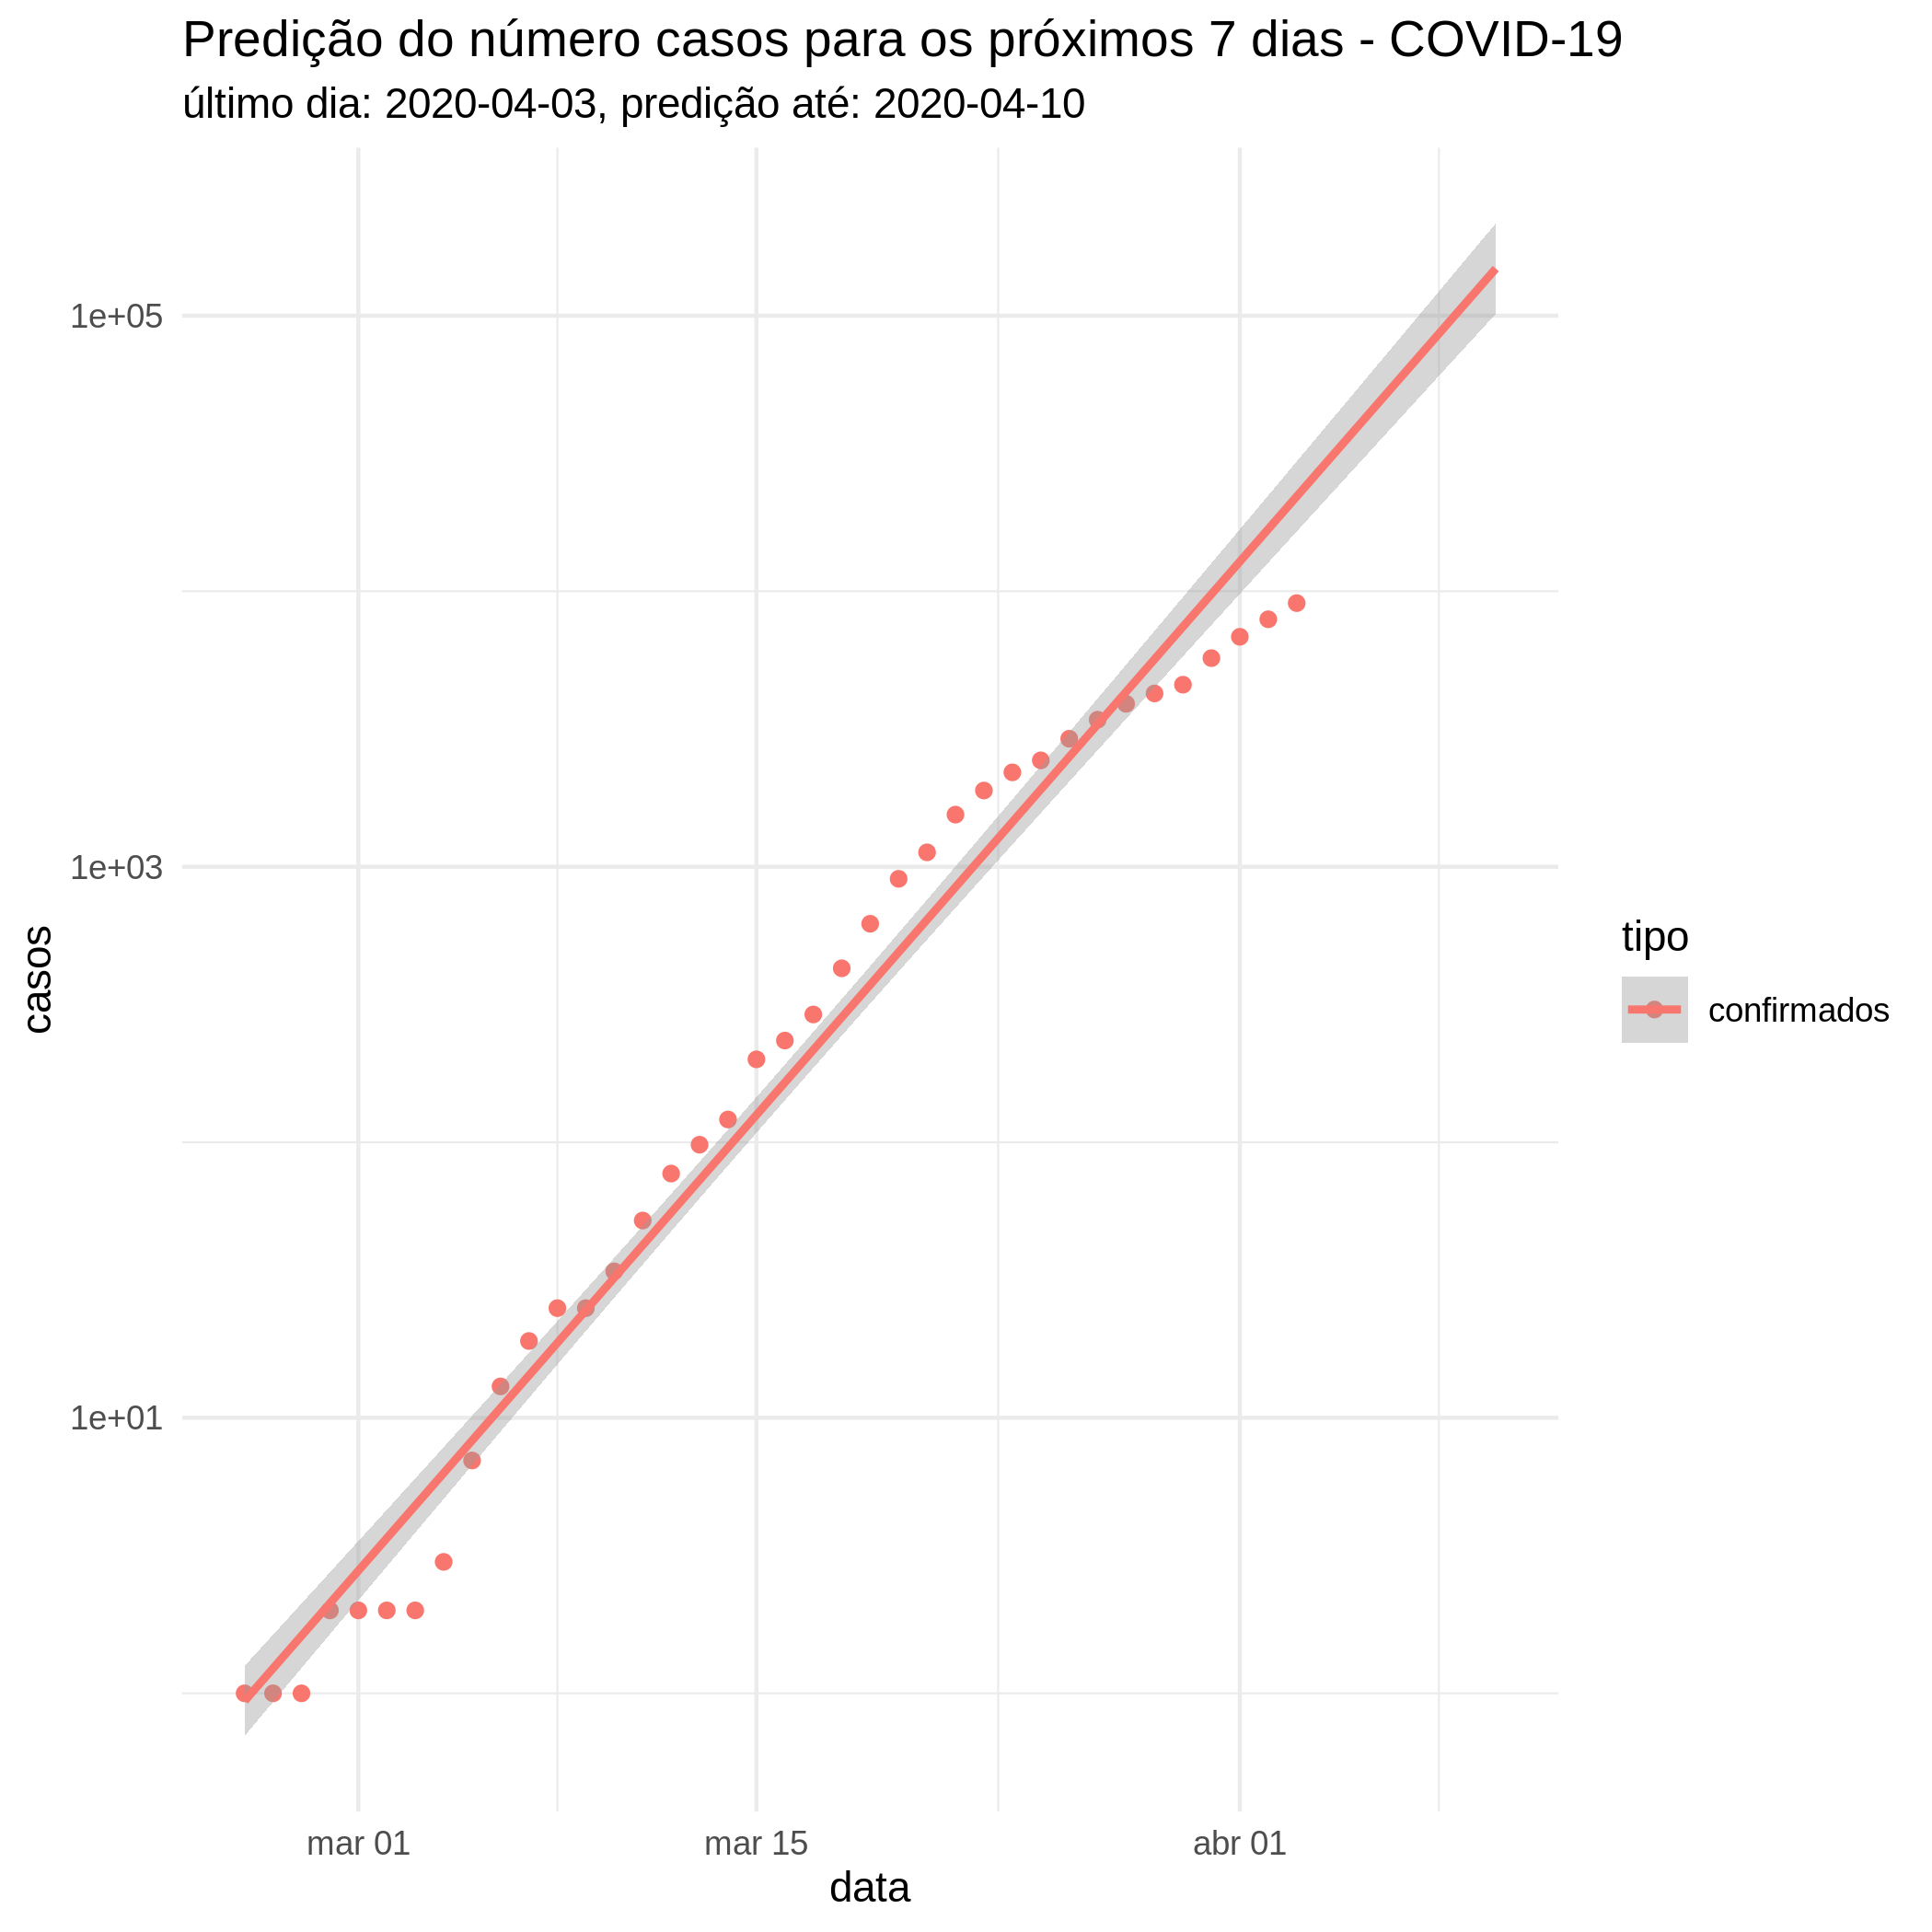 Predição do número casos para os próximos 7 dias - COVID-19
último dia: 2020-04-03, predição até: 2020-04-10
1e+05
1e+03
1e+01
casos
mar 01
mar 15
abr 01
data
tipo
confirmados